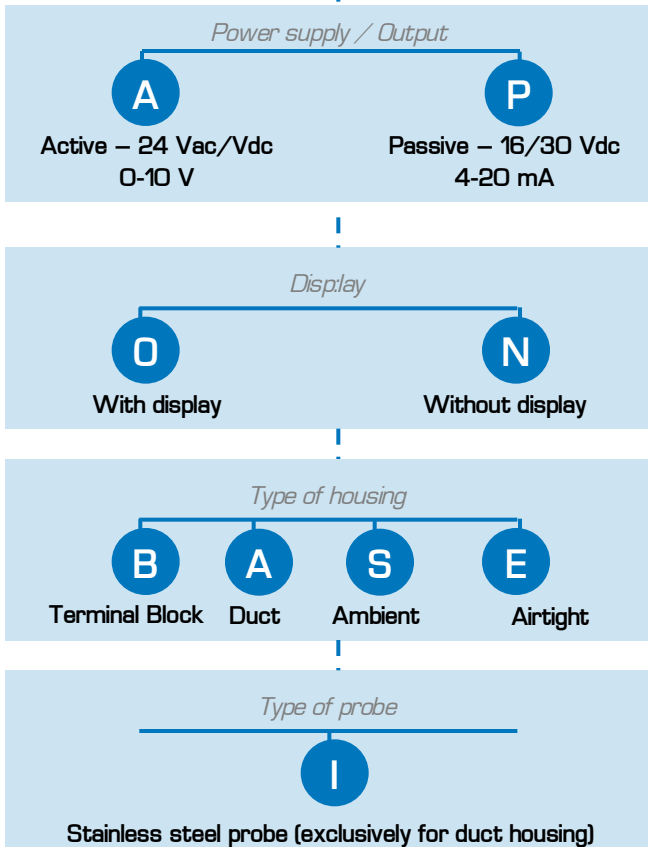 Power supply / Output
A P
Active – 24 Vac/Vdc Passive – 16/30 Vdc
0-10 V 4-20 mA
Disp:lay
O N
With display Without display
Type of housing
B A S E
Terminal Block Duct Ambient Airtight
Type of probe
I
Stainless steel probe (exclusively for duct housing)